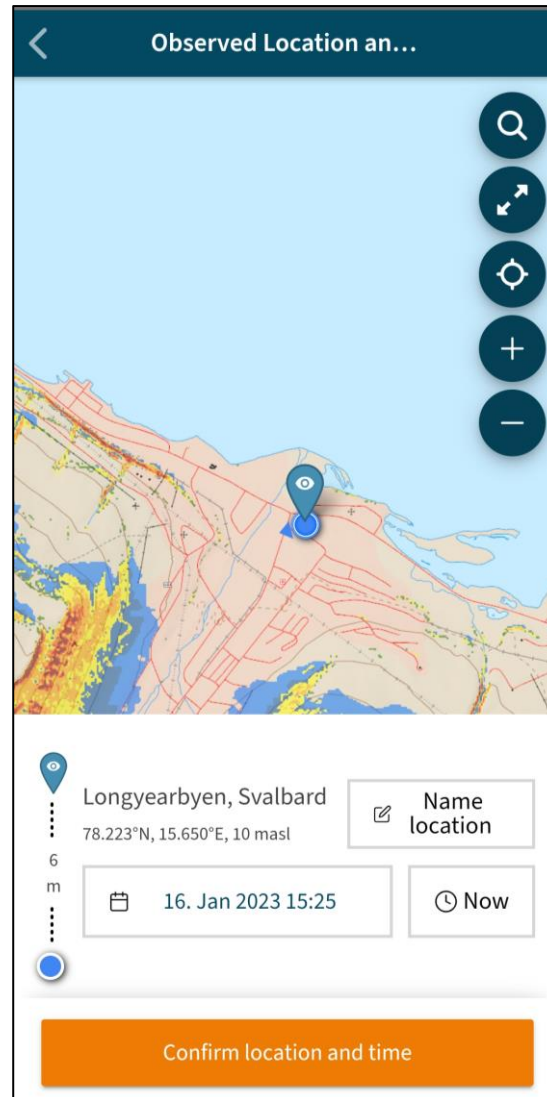 Observed Location an…
Longyearbyen, Svalbard
78.223°N, 15.650°E, 10 masl
Name
location
6
m
16. Jan 2023 15:25
Now
Confirm location and time